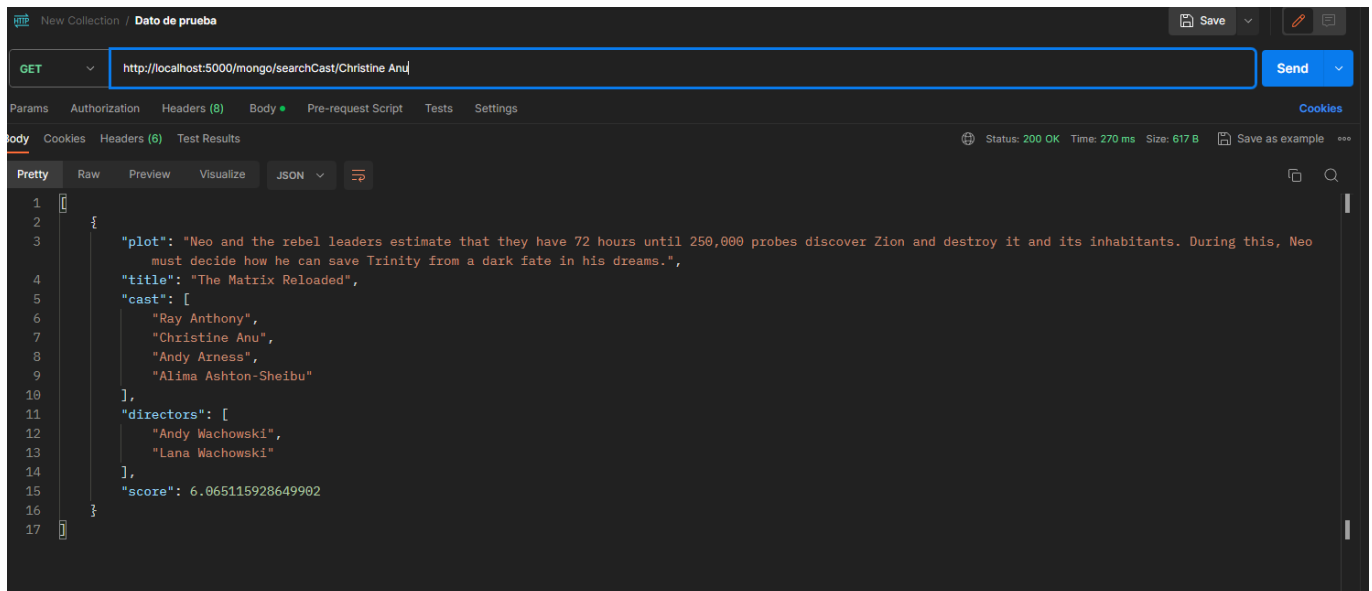 HTTP New Collection / Dato de prueba Save
GET http://localhost:5000/mongo/searchCast/Christine Anu Send
Params Authorization Headers (8) Body Pre-request Script Tests Settings Cookies
Body Cookies Headers (6) Test Results Status: 200 OK Time: 270 ms Size: 617 B Save as example
Pretty Raw Preview Visualize JSON
1 [
2 {
3 "plot": "Neo and the rebel leaders estimate that they have 72 hours until 250,000 probes discover Zion and destroy it and its inhabitants. During this, Neo
must decide how he can save Trinity from a dark fate in his dreams.",
4 "title": "The Matrix Reloaded",
5 "cast": [
6 "Ray Anthony",
7 "Christine Anu",
8 "Andy Arness",
9 "Alima Ashton-Sheibu"
10 ],
11 "directors": [
12 "Andy Wachowski",
13 "Lana Wachowski"
14 ],
15 "score": 6.065115928649902
16 }
17 ]